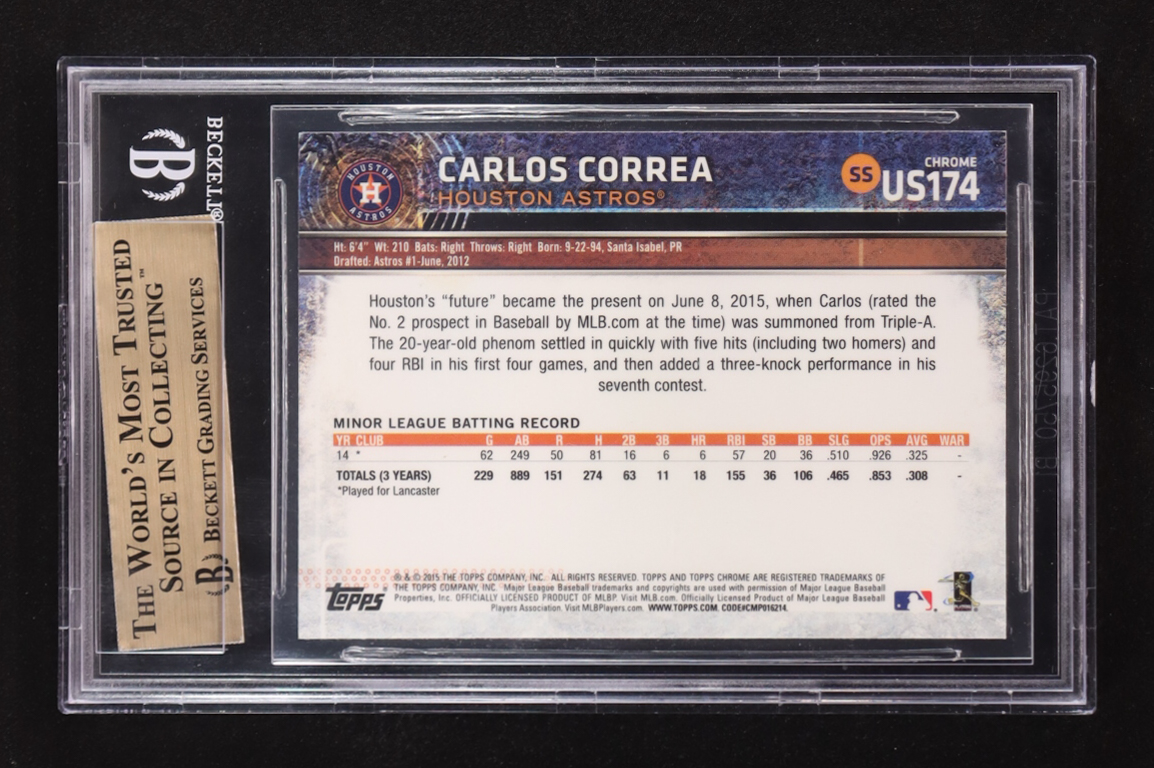 BECKETT®
B
THE WORLD'S MOST TRUSTED
SOURCE IN COLLECTING™
B. BECKETT GRADING SERVICES
HOUSTON
H
ASTROS
CARLOS CORREA
HOUSTON ASTROS®
SS
CHROME
US174
Ht: 6'4" Wt: 210 Bats: Right Throws: Right Born: 9-22-94, Santa Isabel, PR
Drafted: Astros #1-June, 2012
Houston's "future" became the present on June 8, 2015, when Carlos (rated the
No. 2 prospect in Baseball by MLB.com at the time) was summoned from Triple-A.
The 20-year-old phenom settled in quickly with five hits (including two homers) and
four RBI in his first four games, and then added a three-knock performance in his
seventh contest.
MINOR LEAGUE BATTING RECORD
YR CLUB G AB R H 2B 3B HR RBI SB BB SLG OPS AVG WAR
14 * 62 249 50 81 16 6 6 57 20 36 .510 .926 .325 -
TOTALS (3 YEARS) 229 889 151 274 63 11 18 155 36 106 .465 .853 .308 -
*Played for Lancaster
Topps®
® & © 2015 THE TOPPS COMPANY, INC. ALL RIGHTS RESERVED. TOPPS AND TOPPS CHROME ARE REGISTERED TRADEMARKS OF
THE TOPPS COMPANY, INC. Major League Baseball trademarks and copyrights are used with permission of Major League Baseball
Properties, Inc. OFFICIALLY LICENSED PRODUCT OF MLBP. Visit MLB.com. Officially Licensed Product of Major League Baseball
Players Association. Visit MLBPlayers.com. WWW.TOPPS.COM. CODE#CMP016214.